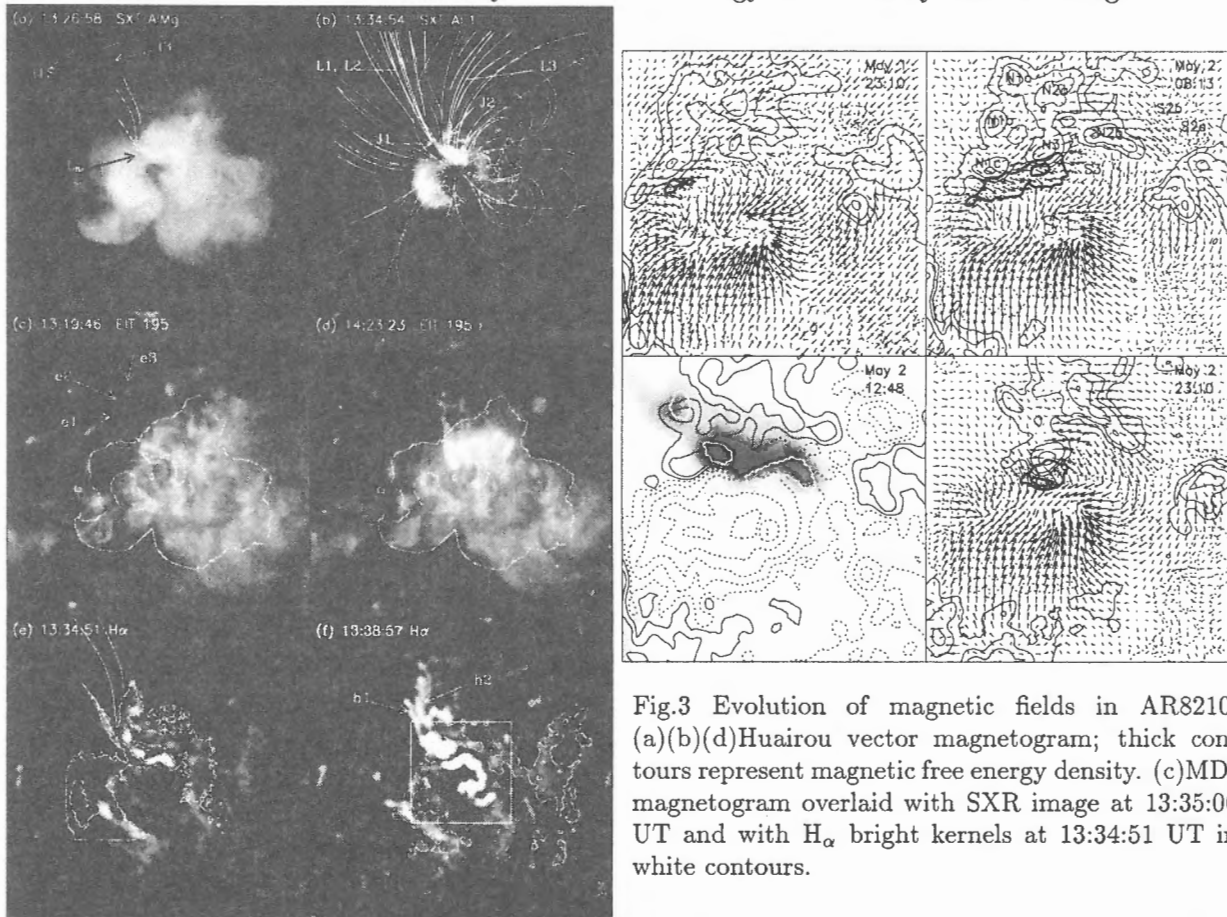 (a) 13:26:58 SXT AlMg
(b) 13:34:54 SXT Al.1
L1, L2
L3
J2
J1
(c) 13:19:46 EIT 195
(d) 14:23:23 EIT 195
e3
e2
e1
(e) 13:34:51 Hα
(f) 13:38:57 Hα
h1
h2
May 1
23:10
May 2
08:13
N1a
N2a
N1b
N2b
S2b
S2a
N3
N1c
S3
May 2
12:48
May 2
23:10
Fig.3 Evolution of magnetic fields in AR8210
(a)(b)(d)Huairou vector magnetogram; thick con-
tours represent magnetic free energy density. (c)MD
magnetogram overlaid with SXR image at 13:35:0
UT and with Hα bright kernels at 13:34:51 UT i
white contours.